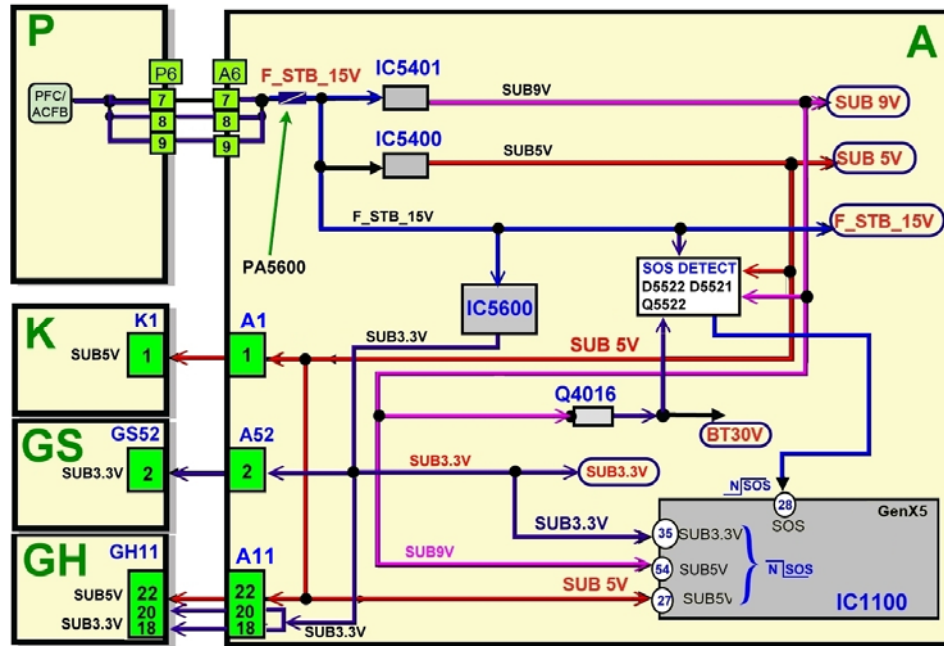 P
A
P6
A6
PFC/
ACFB
7
7
8
8
9
9
F_STB_15V
PA5600
IC5401
SUB9V
SUB 9V
IC5400
SUB5V
SUB 5V
F_STB_15V
F_STB_15V
SOS DETECT
D5522 D5521
Q5522
IC5600
SUB3.3V
SUB 5V
K
K1
A1
SUB5V
1
1
Q4016
BT30V
GS
GS52
A52
SUB3.3V
2
2
SUB3.3V
SUB3.3V
N SOS
28
SOS
GenX5
SUB3.3V
35
SUB3.3V
SUB9V
54
SUB5V
N SOS
SUB 5V
27
SUB5V
IC1100
GH
GH11
A11
SUB5V
22
22
20
20
SUB3.3V
18
18
SUB3.3V